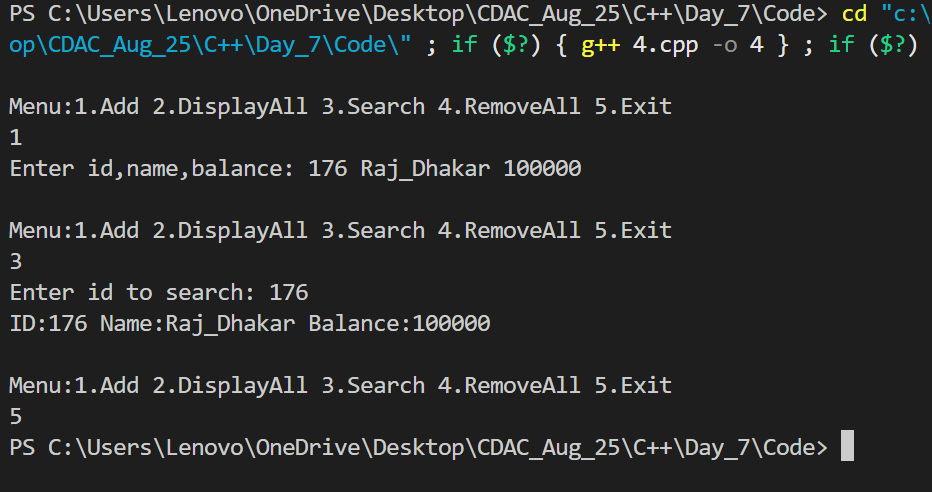 PS C:\Users\Lenovo\OneDrive\Desktop\CDAC_Aug_25\C++\Day_7\Code> cd "c:\
op\CDAC_Aug_25\C++\Day_7\Code\" ; if ($?) { g++ 4.cpp -o 4 } ; if ($?)
Menu:1.Add 2.DisplayAll 3.Search 4.RemoveAll 5.Exit
1
Enter id,name,balance: 176 Raj_Dhakar 100000
Menu:1.Add 2.DisplayAll 3.Search 4.RemoveAll 5.Exit
3
Enter id to search: 176
ID:176 Name:Raj_Dhakar Balance:100000
Menu:1.Add 2.DisplayAll 3.Search 4.RemoveAll 5.Exit
5
PS C:\Users\Lenovo\OneDrive\Desktop\CDAC_Aug_25\C++\Day_7\Code>